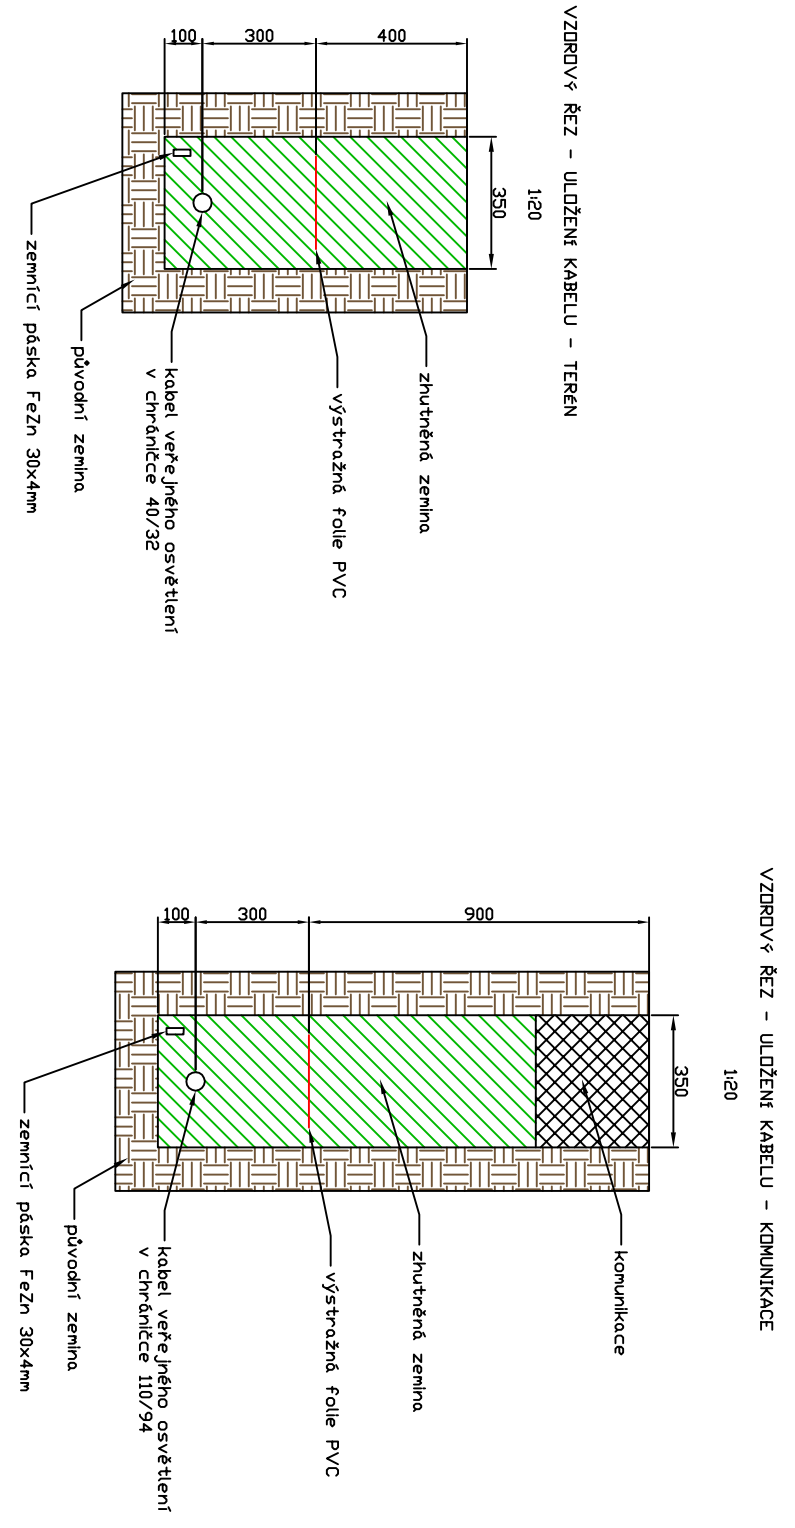 VZOROVÝ ŘEZ - ULOŽENÍ KABELU - TERÉN
1:20
350
400
300
100
zhutněná zemina
výstražná folie PVC
kabel veřejného osvětlení
v chráničce 40/32
původní zemina
zemnící páska FeZn 30x4mm
VZOROVÝ ŘEZ - ULOŽENÍ KABELU - KOMUNIKACE
1:20
350
900
300
100
komunikace
zhutněná zemina
výstražná folie PVC
kabel veřejného osvětlení
v chráničce 110/94
původní zemina
zemnící páska FeZn 30x4mm